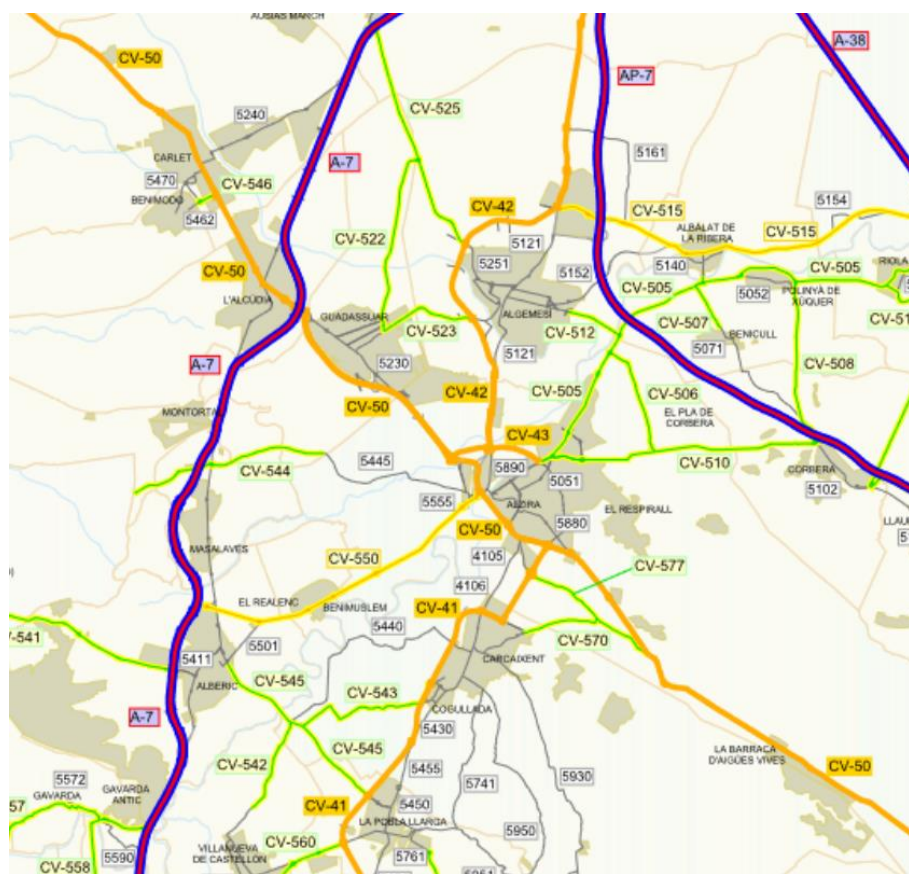 AUSIAS MARCH
A-38
CV-50
AP-7
CV-525
5240
5161
CARLET
A-7
5470
CV-546
BENIMODO
5462
CV-42
5154
CV-515
ALBALAT DE
LA RIBERA
CV-515
CV-522
5121
5251
CV-50
5152
5140
CV-505
RIOLA
L'ALCÚDIA
CV-505
5052
POLINYÀ DE
XÚQUER
GUADASSUAR
CV-523
ALGEMESÍ
CV-512
CV-507
BENICULL
5071
A-7
5230
5121
CV-508
CV-50
CV-42
CV-505
CV-506
MONTORTAL
EL PLA DE
CORBERA
CV-43
CV-544
5445
5890
CV-510
CORBERA
5051
5102
5555
ALZIRA
EL RESPIRALL
CV-50
5880
MASALAVES
CV-550
4105
CV-577
4106
EL REALENC
BENIMUSLEM
CV-41
5440
CV-541
5501
CV-570
5411
CARCAIXENT
ALBERIC
CV-545
CV-543
COGULLADA
A-7
5430
CV-545
CV-542
LA BARRACA
D'AIGÜES VIVES
5455
5741
5930
CV-50
5572
GAVARDA
GAVARDA
ANTIC
CV-41
5450
LA POBLA LLARGA
57
5950
CV-560
VILLANUEVA
DE CASTELLON
5761
5590
CV-558